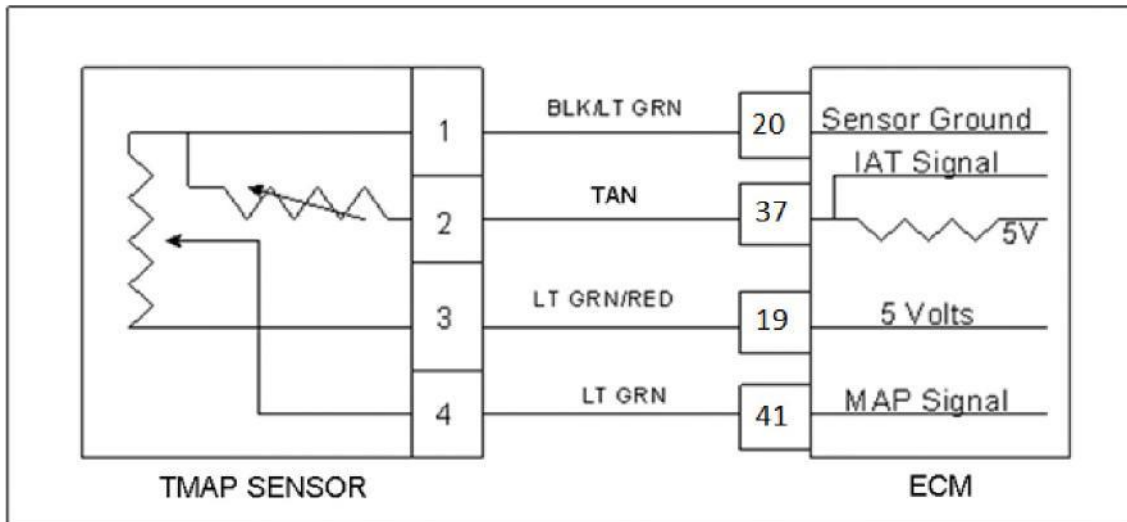 BLK/LT GRN
1
20
Sensor Ground
IAT Signal
TAN
2
37
5V
LT GRN/RED
3
19
5 Volts
LT GRN
4
41
MAP Signal
TMAP SENSOR
ECM